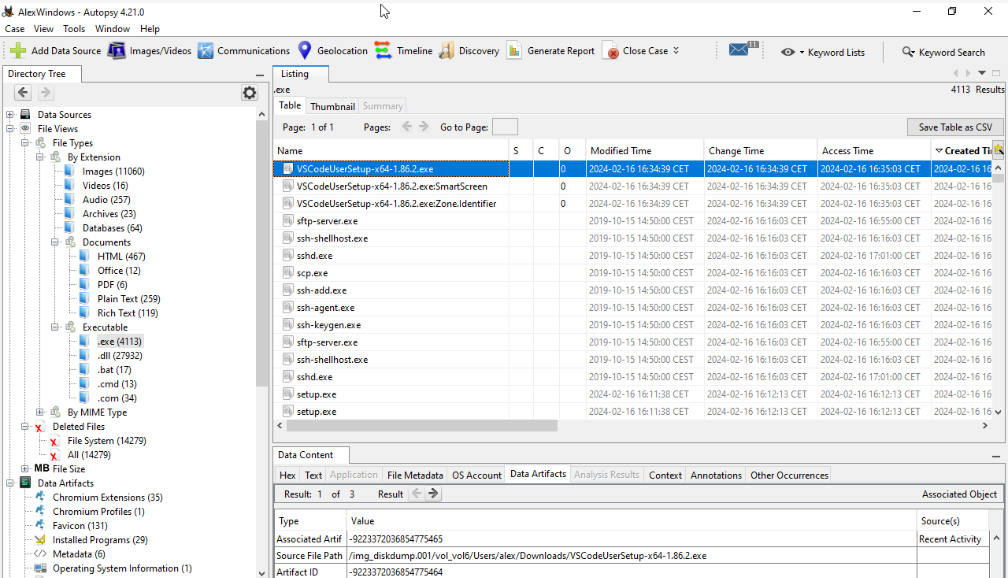 AlexWindows - Autopsy 4.21.0
Case View Tools Window Help
Add Data Source Images/Videos Communications Geolocation Timeline Discovery Generate Report Close Case Keyword Lists Keyword Search
Directory Tree
Listing
.exe
4113 Results
Table Thumbnail Summary
Page: 1 of 1 Pages: Go to Page: Save Table as CSV
Name S C O Modified Time Change Time Access Time Created Ti
VSCodeUserSetup-x64-1.86.2.exe 0 2024-02-16 16:34:39 CET 2024-02-16 16:34:39 CET 2024-02-16 16:35:03 CET 2024-02-16 16
VSCodeUserSetup-x64-1.86.2.exe:SmartScreen 0 2024-02-16 16:34:39 CET 2024-02-16 16:34:39 CET 2024-02-16 16:35:03 CET 2024-02-16 16
VSCodeUserSetup-x64-1.86.2.exe:Zone.Identifier 0 2024-02-16 16:34:39 CET 2024-02-16 16:34:39 CET 2024-02-16 16:35:03 CET 2024-02-16 16
sftp-server.exe 2019-10-15 14:50:00 CEST 2024-02-16 16:16:03 CET 2024-02-16 16:55:00 CET 2024-02-16 16
ssh-shellhost.exe 2019-10-15 14:50:00 CEST 2024-02-16 16:16:03 CET 2024-02-16 16:16:03 CET 2024-02-16 16
sshd.exe 2019-10-15 14:50:00 CEST 2024-02-16 16:16:03 CET 2024-02-16 17:01:00 CET 2024-02-16 16
scp.exe 2019-10-15 14:50:00 CEST 2024-02-16 16:16:03 CET 2024-02-16 16:16:03 CET 2024-02-16 16
ssh-add.exe 2019-10-15 14:50:00 CEST 2024-02-16 16:16:03 CET 2024-02-16 16:16:03 CET 2024-02-16 16
ssh-agent.exe 2019-10-15 14:50:00 CEST 2024-02-16 16:16:03 CET 2024-02-16 16:16:03 CET 2024-02-16 16
ssh-keygen.exe 2019-10-15 14:50:00 CEST 2024-02-16 16:16:03 CET 2024-02-16 16:16:03 CET 2024-02-16 16
sftp-server.exe 2019-10-15 14:50:00 CEST 2024-02-16 16:16:03 CET 2024-02-16 16:55:00 CET 2024-02-16 16
ssh-shellhost.exe 2019-10-15 14:50:00 CEST 2024-02-16 16:16:03 CET 2024-02-16 16:16:03 CET 2024-02-16 16
sshd.exe 2019-10-15 14:50:00 CEST 2024-02-16 16:16:03 CET 2024-02-16 17:01:00 CET 2024-02-16 16
setup.exe 2024-02-16 16:11:38 CET 2024-02-16 16:12:13 CET 2024-02-16 16:12:13 CET 2024-02-16 16
setup.exe 2024-02-16 16:11:38 CET 2024-02-16 16:12:13 CET 2024-02-16 16:12:13 CET 2024-02-16 16
Data Sources
File Views
File Types
By Extension
Images (11060)
Videos (16)
Audio (257)
Archives (23)
Databases (64)
Documents
HTML (467)
Office (12)
PDF (6)
Plain Text (259)
Rich Text (119)
Executable
.exe (4113)
.dll (27932)
.bat (17)
.cmd (13)
.com (34)
By MIME Type
Deleted Files
File System (14279)
All (14279)
MB File Size
Data Artifacts
Chromium Extensions (35)
Chromium Profiles (1)
Favicon (131)
Installed Programs (29)
Metadata (6)
Operating System Information (1)
Data Content
Hex Text Application File Metadata OS Account Data Artifacts Analysis Results Context Annotations Other Occurrences
Result: 1 of 3 Result Associated Object
Type Value Source(s)
Associated Artif -9223372036854775465 Recent Activity
Source File Path /img_diskdump.001/vol_vol6/Users/alex/Downloads/VSCodeUserSetup-x64-1.86.2.exe
Artifact ID -9223372036854775464